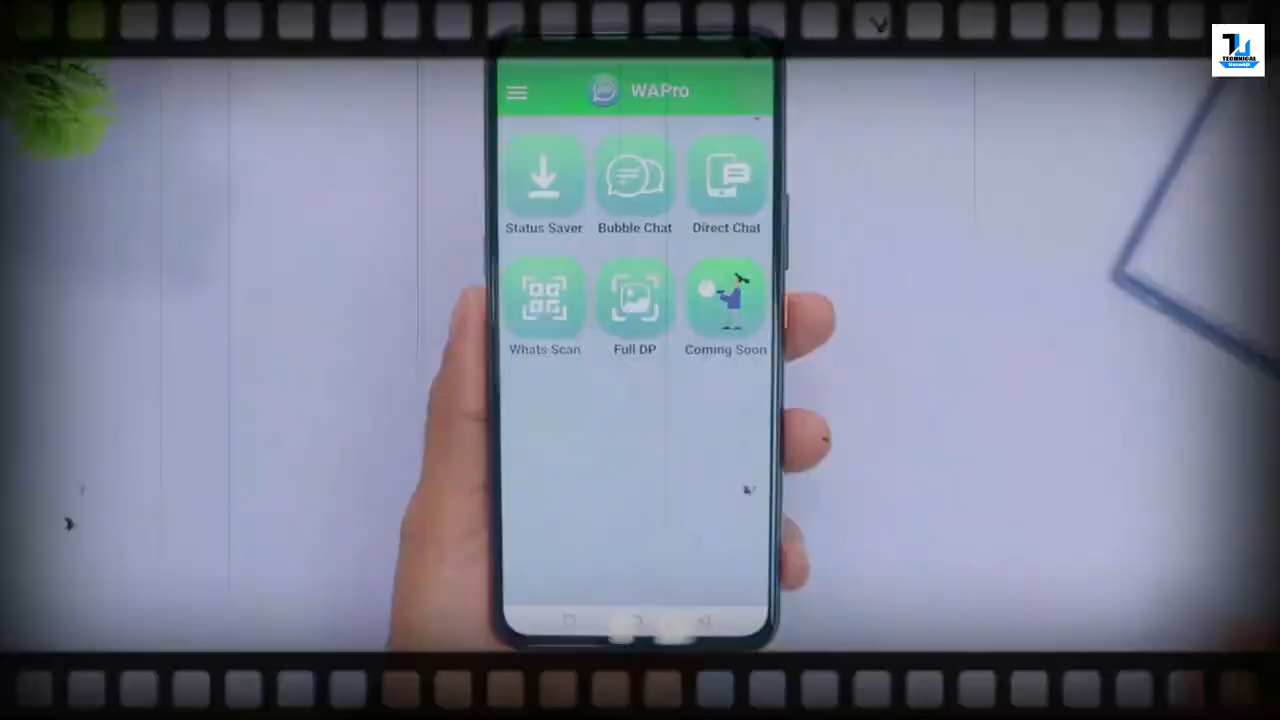 WAPro
Status Saver
Bubble Chat
Direct Chat
Whats Scan
Full DP
Coming Soon
TECHNICAL